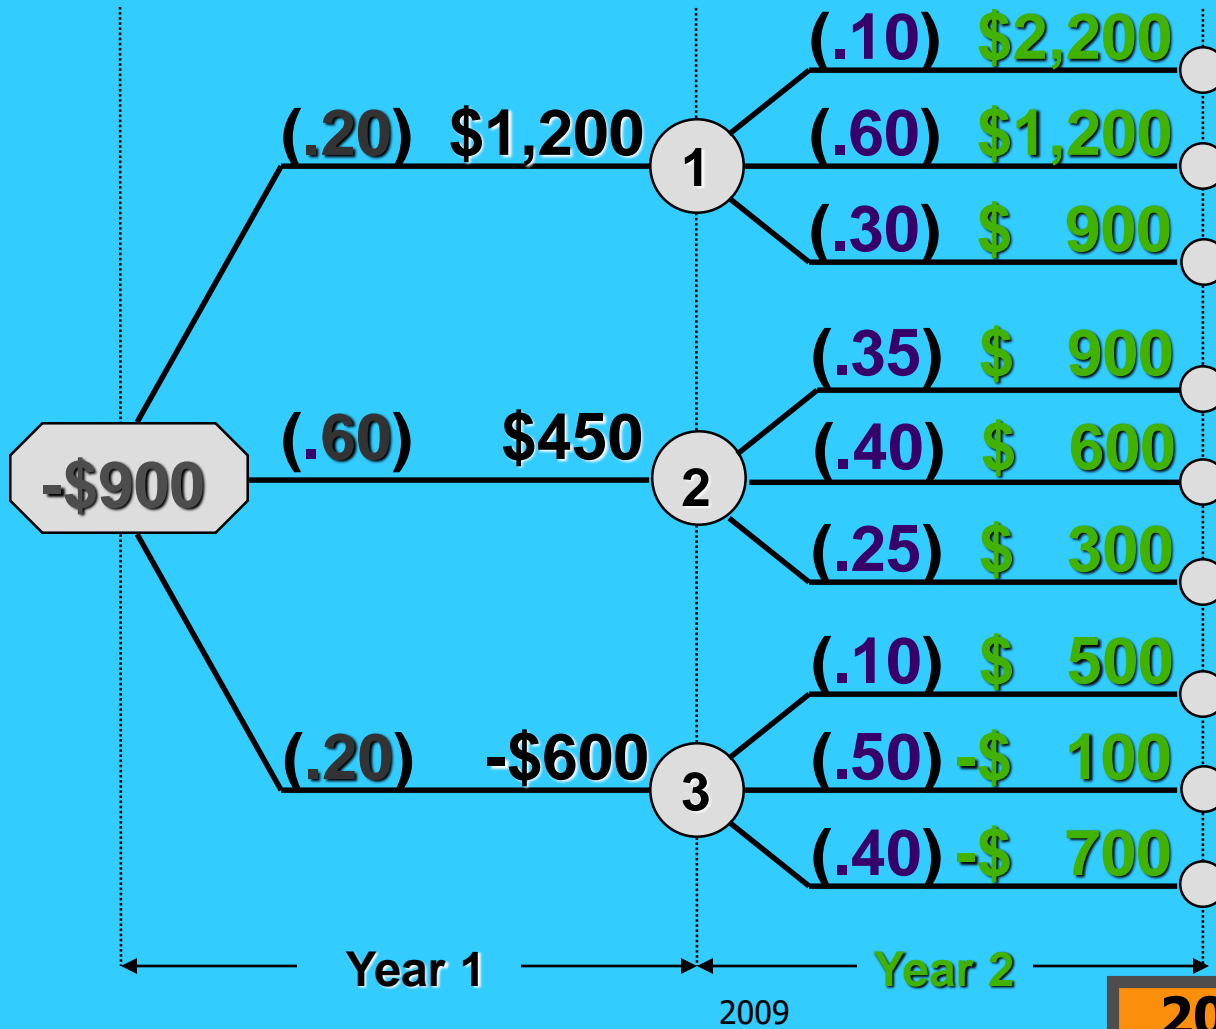 (.10) $2,200
(.20) $1,200
1
(.60) $1,200
(.30) $ 900
(.35) $ 900
(.60) $450
-$900
2
(.40) $ 600
(.25) $ 300
(.10) $ 500
(.20) -$600
3
(.50) -$ 100
(.40) -$ 700
Year 1
Year 2
2009
20